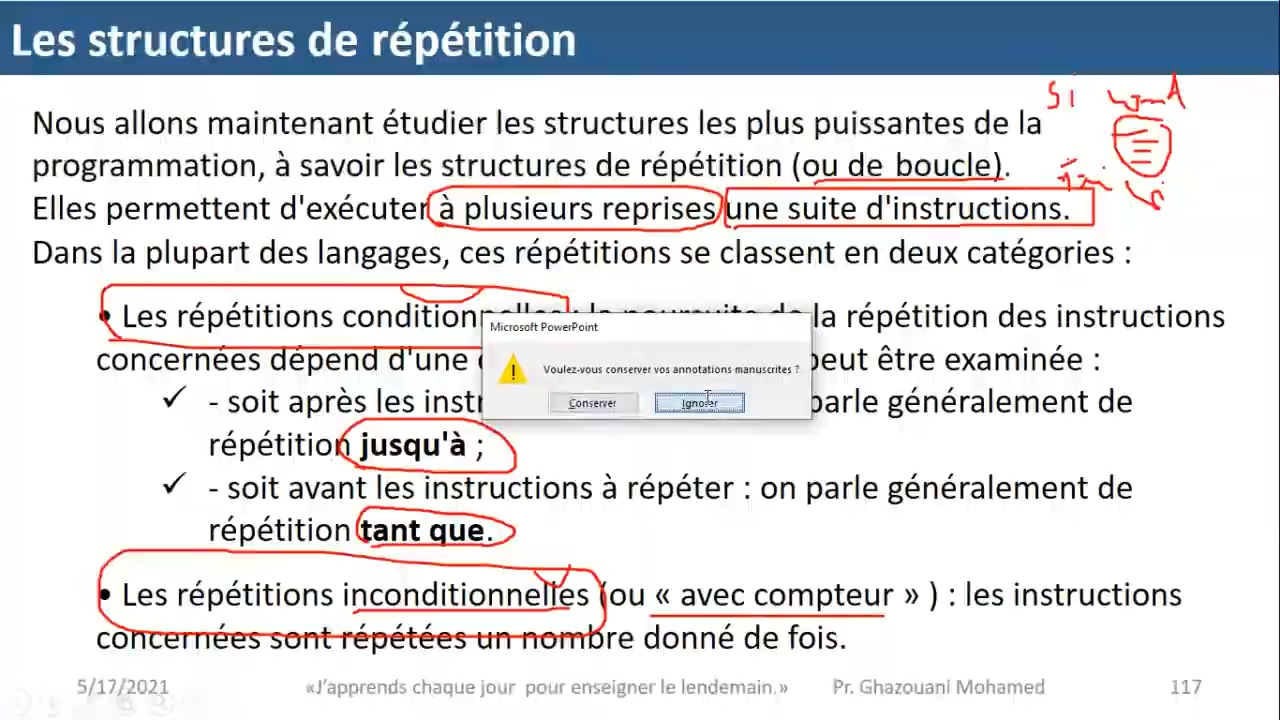 Les structures de répétition
Si
Nous allons maintenant étudier les structures les plus puissantes de la
programmation, à savoir les structures de répétition (ou de boucle).
Elles permettent d'exécuter à plusieurs reprises une suite d'instructions.
Dans la plupart des langages, ces répétitions se classent en deux catégories :
• Les répétitions conditionnelles : la poursuite de la répétition des instructions
concernées dépend d'une peut être examinée :
✓ - soit après les instr parle généralement de
répétition jusqu'à ;
✓ - soit avant les instructions à répéter : on parle généralement de
répétition tant que.
• Les répétitions inconditionnelles (ou « avec compteur » ) : les instructions
concernées sont répétées un nombre donné de fois.
Microsoft PowerPoint
Voulez-vous conserver vos annotations manuscrites ?
Conserver Ignorer
5/17/2021 «J’apprends chaque jour pour enseigner le lendemain.» Pr. Ghazouani Mohamed 117